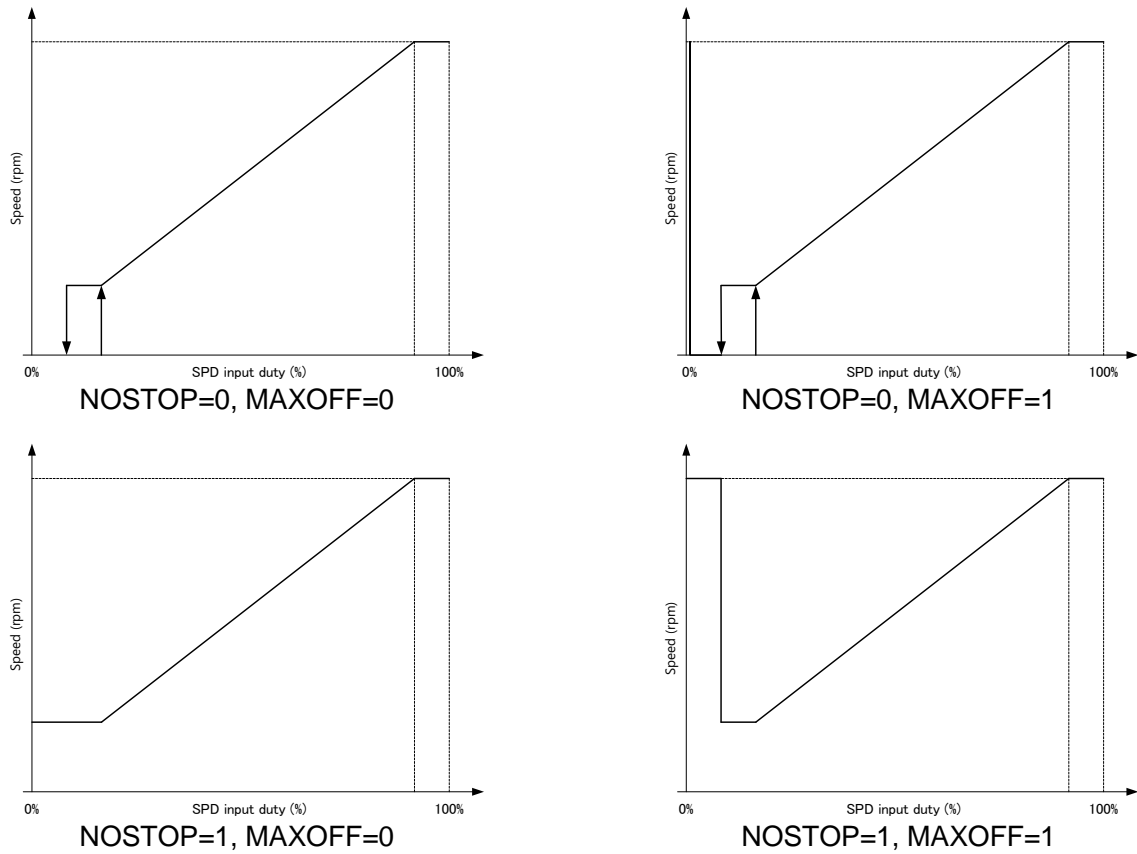 Speed (rpm)
0%
SPD input duty (%)
100%
NOSTOP=0, MAXOFF=0
Speed (rpm)
0%
SPD input duty (%)
100%
NOSTOP=0, MAXOFF=1
Speed (rpm)
0%
SPD input duty (%)
100%
NOSTOP=1, MAXOFF=0
Speed (rpm)
0%
SPD input duty (%)
100%
NOSTOP=1, MAXOFF=1